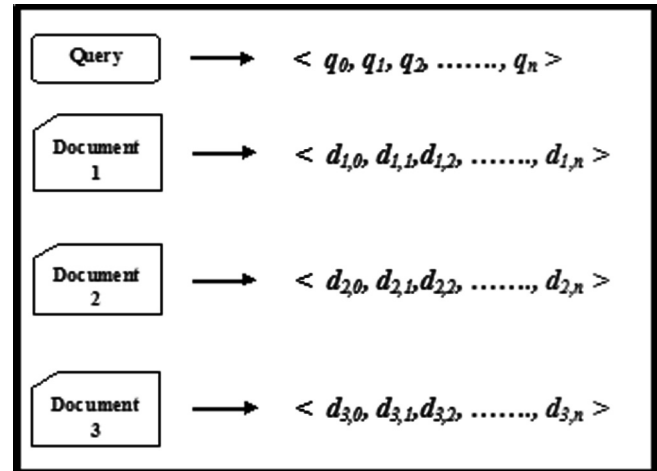 Query < q0, q1, q2, ......., qn >
Document 1 < d1,0, d1,1,d1,2, ......., d1,n >
Document 2 < d2,0, d2,1,d2,2, ......., d2,n >
Document 3 < d3,0, d3,1,d3,2, ......., d3,n >